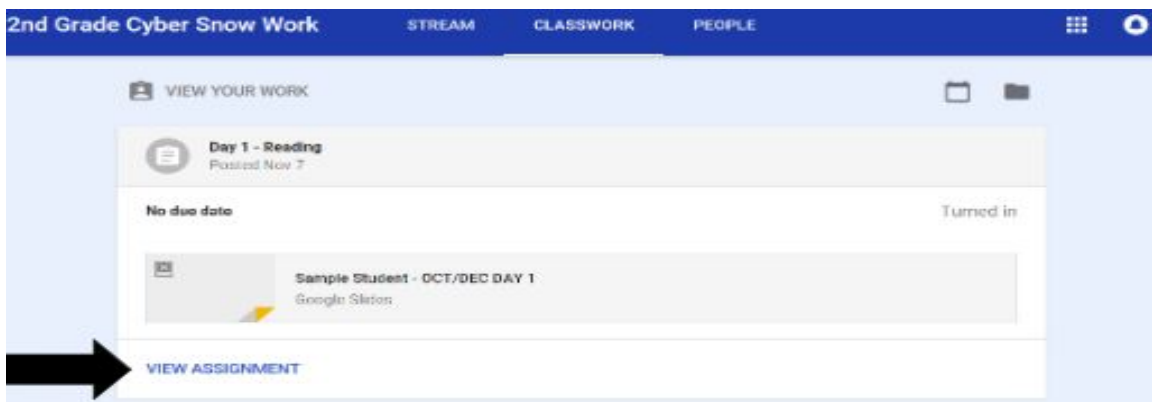 2nd Grade Cyber Snow Work STREAM CLASSWORK PEOPLE
VIEW YOUR WORK
Day 1 - Reading
Posted Nov 7
No due date Turned in
Sample Student - OCT/DEC DAY 1
Google Slides
VIEW ASSIGNMENT